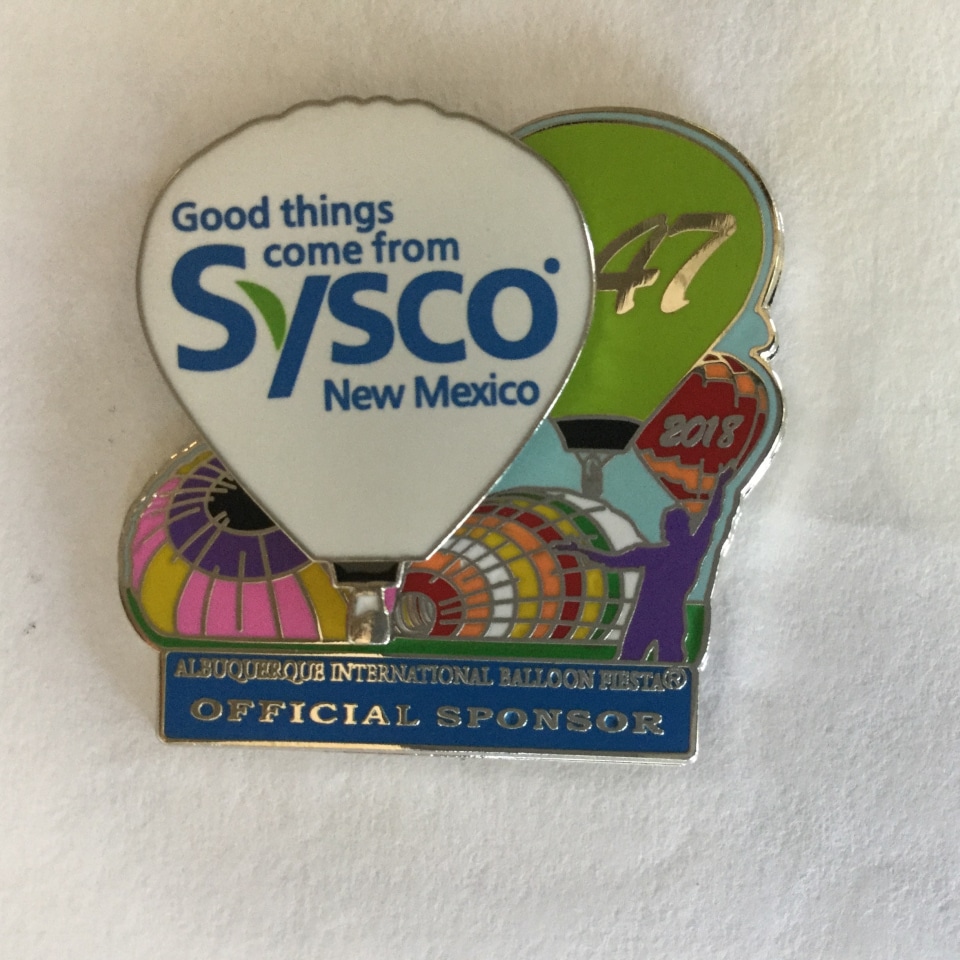 Good things
come from
Sysco
New Mexico
47
2018
ALBUQUERQUE INTERNATIONAL BALLOON FIESTA®
OFFICIAL SPONSOR